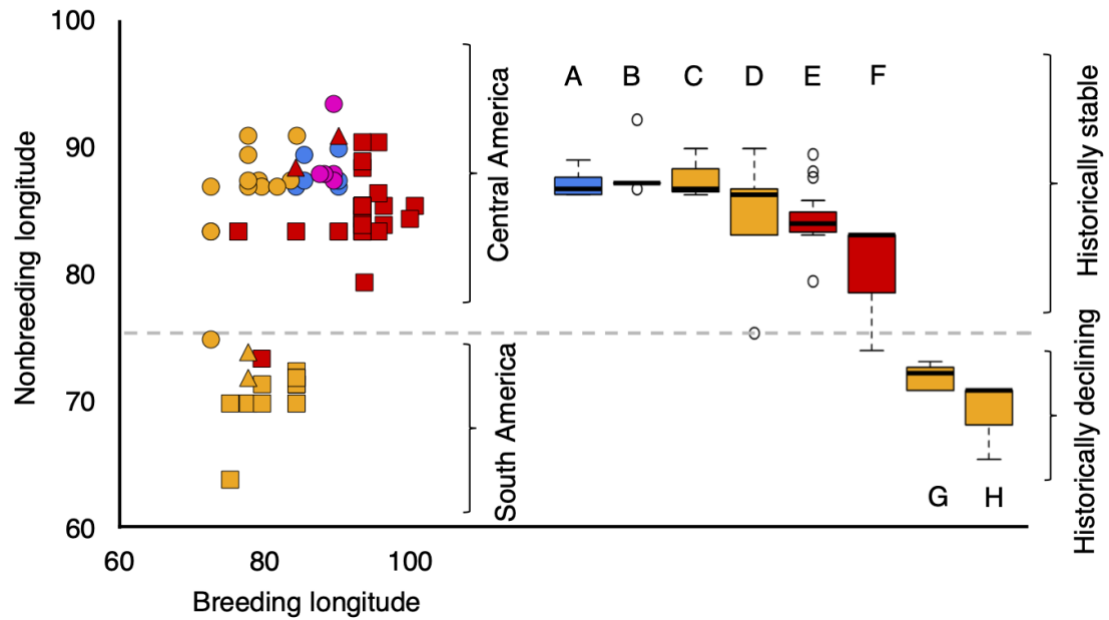 100
90
80
70
60
Nonbreeding longitude
60 80 100
Breeding longitude
Central America
South America
A B C D E F
G H
Historically stable
Historically declining